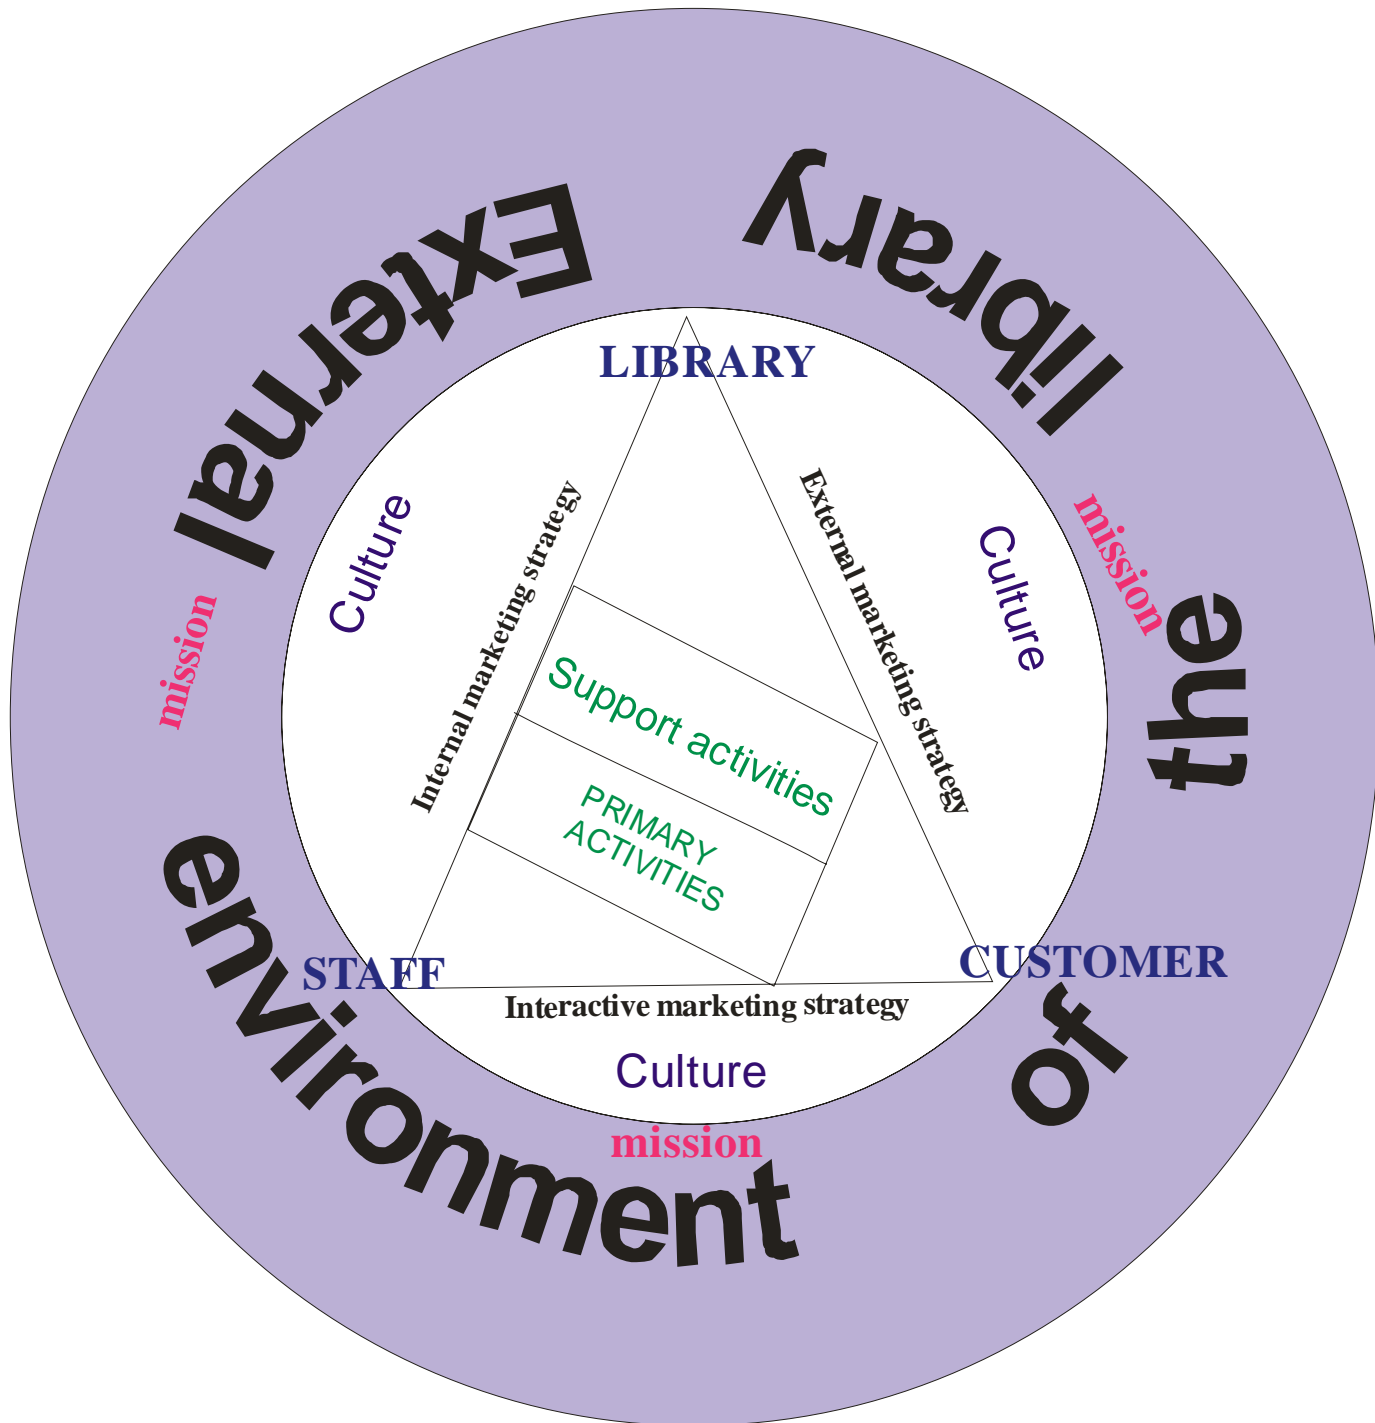 External
environment
of
the
library
LIBRARY
mission
Culture
Internal marketing strategy
External marketing strategy
Culture
mission
Support activities
PRIMARY
ACTIVITIES
STAFF
CUSTOMER
Interactive marketing strategy
Culture
mission